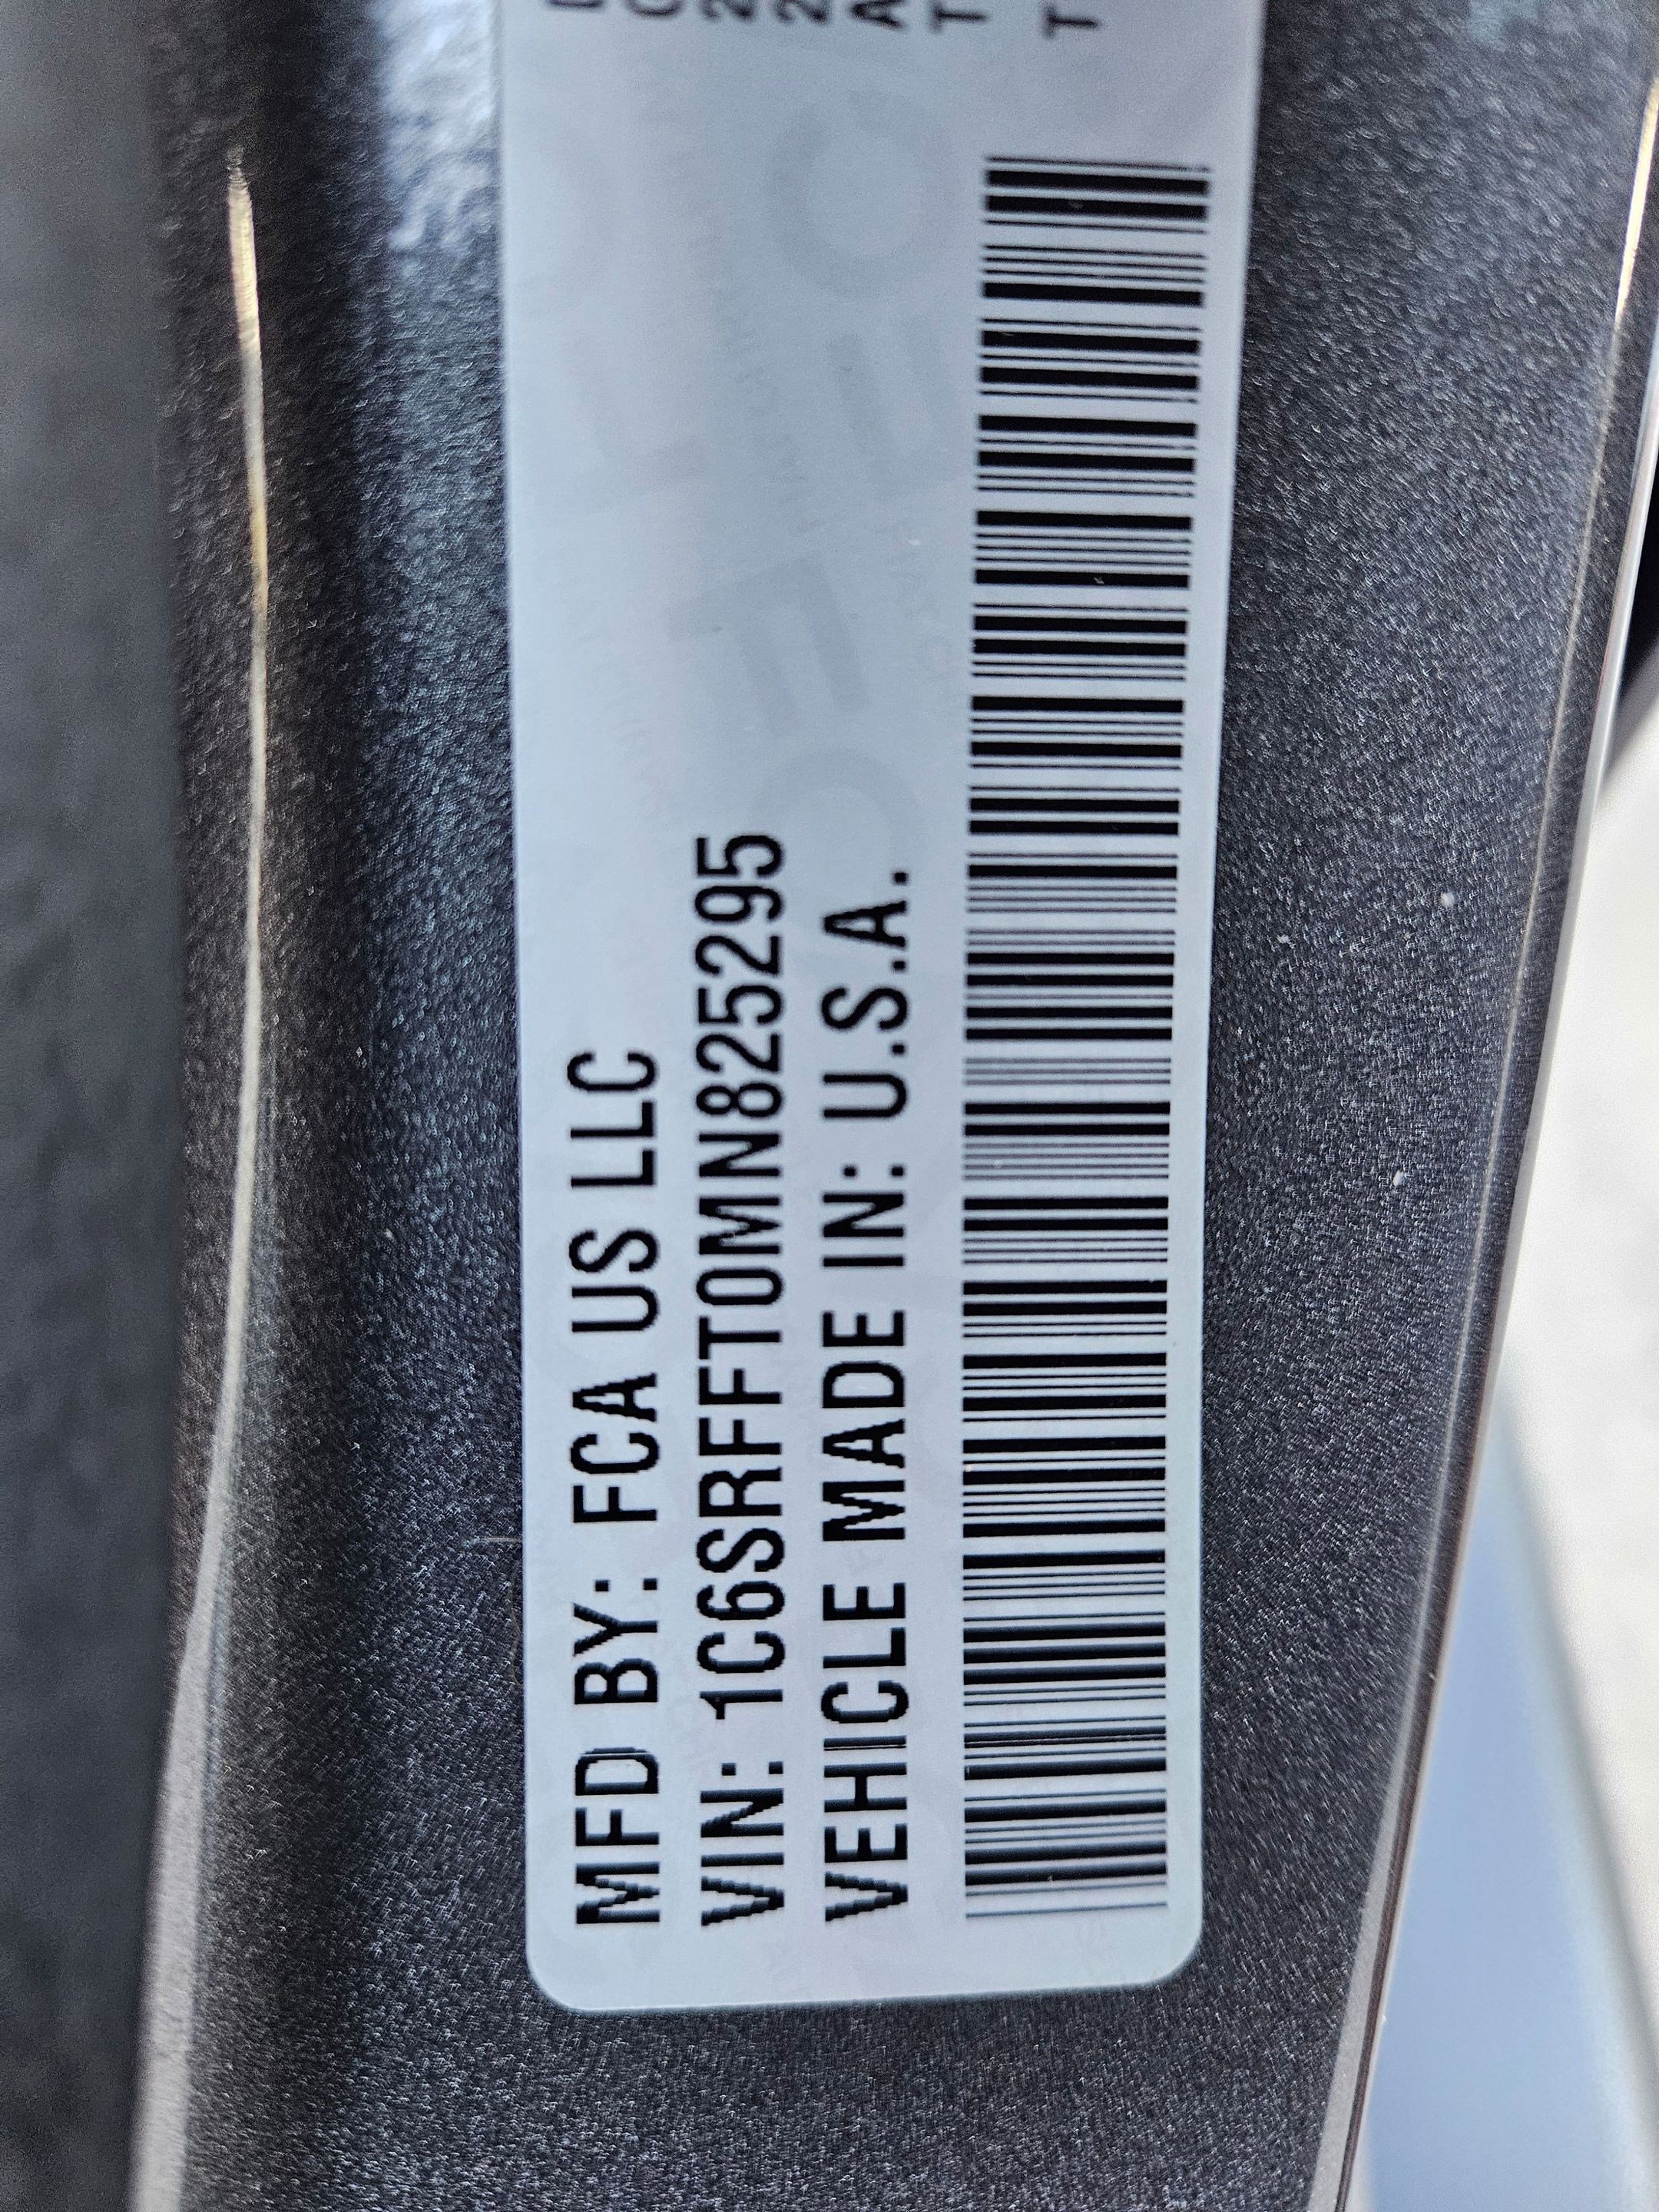 MFD BY: FCA US LLC
VIN: 1C6SRFFT0MN825295
VEHICLE MADE IN: U.S.A.